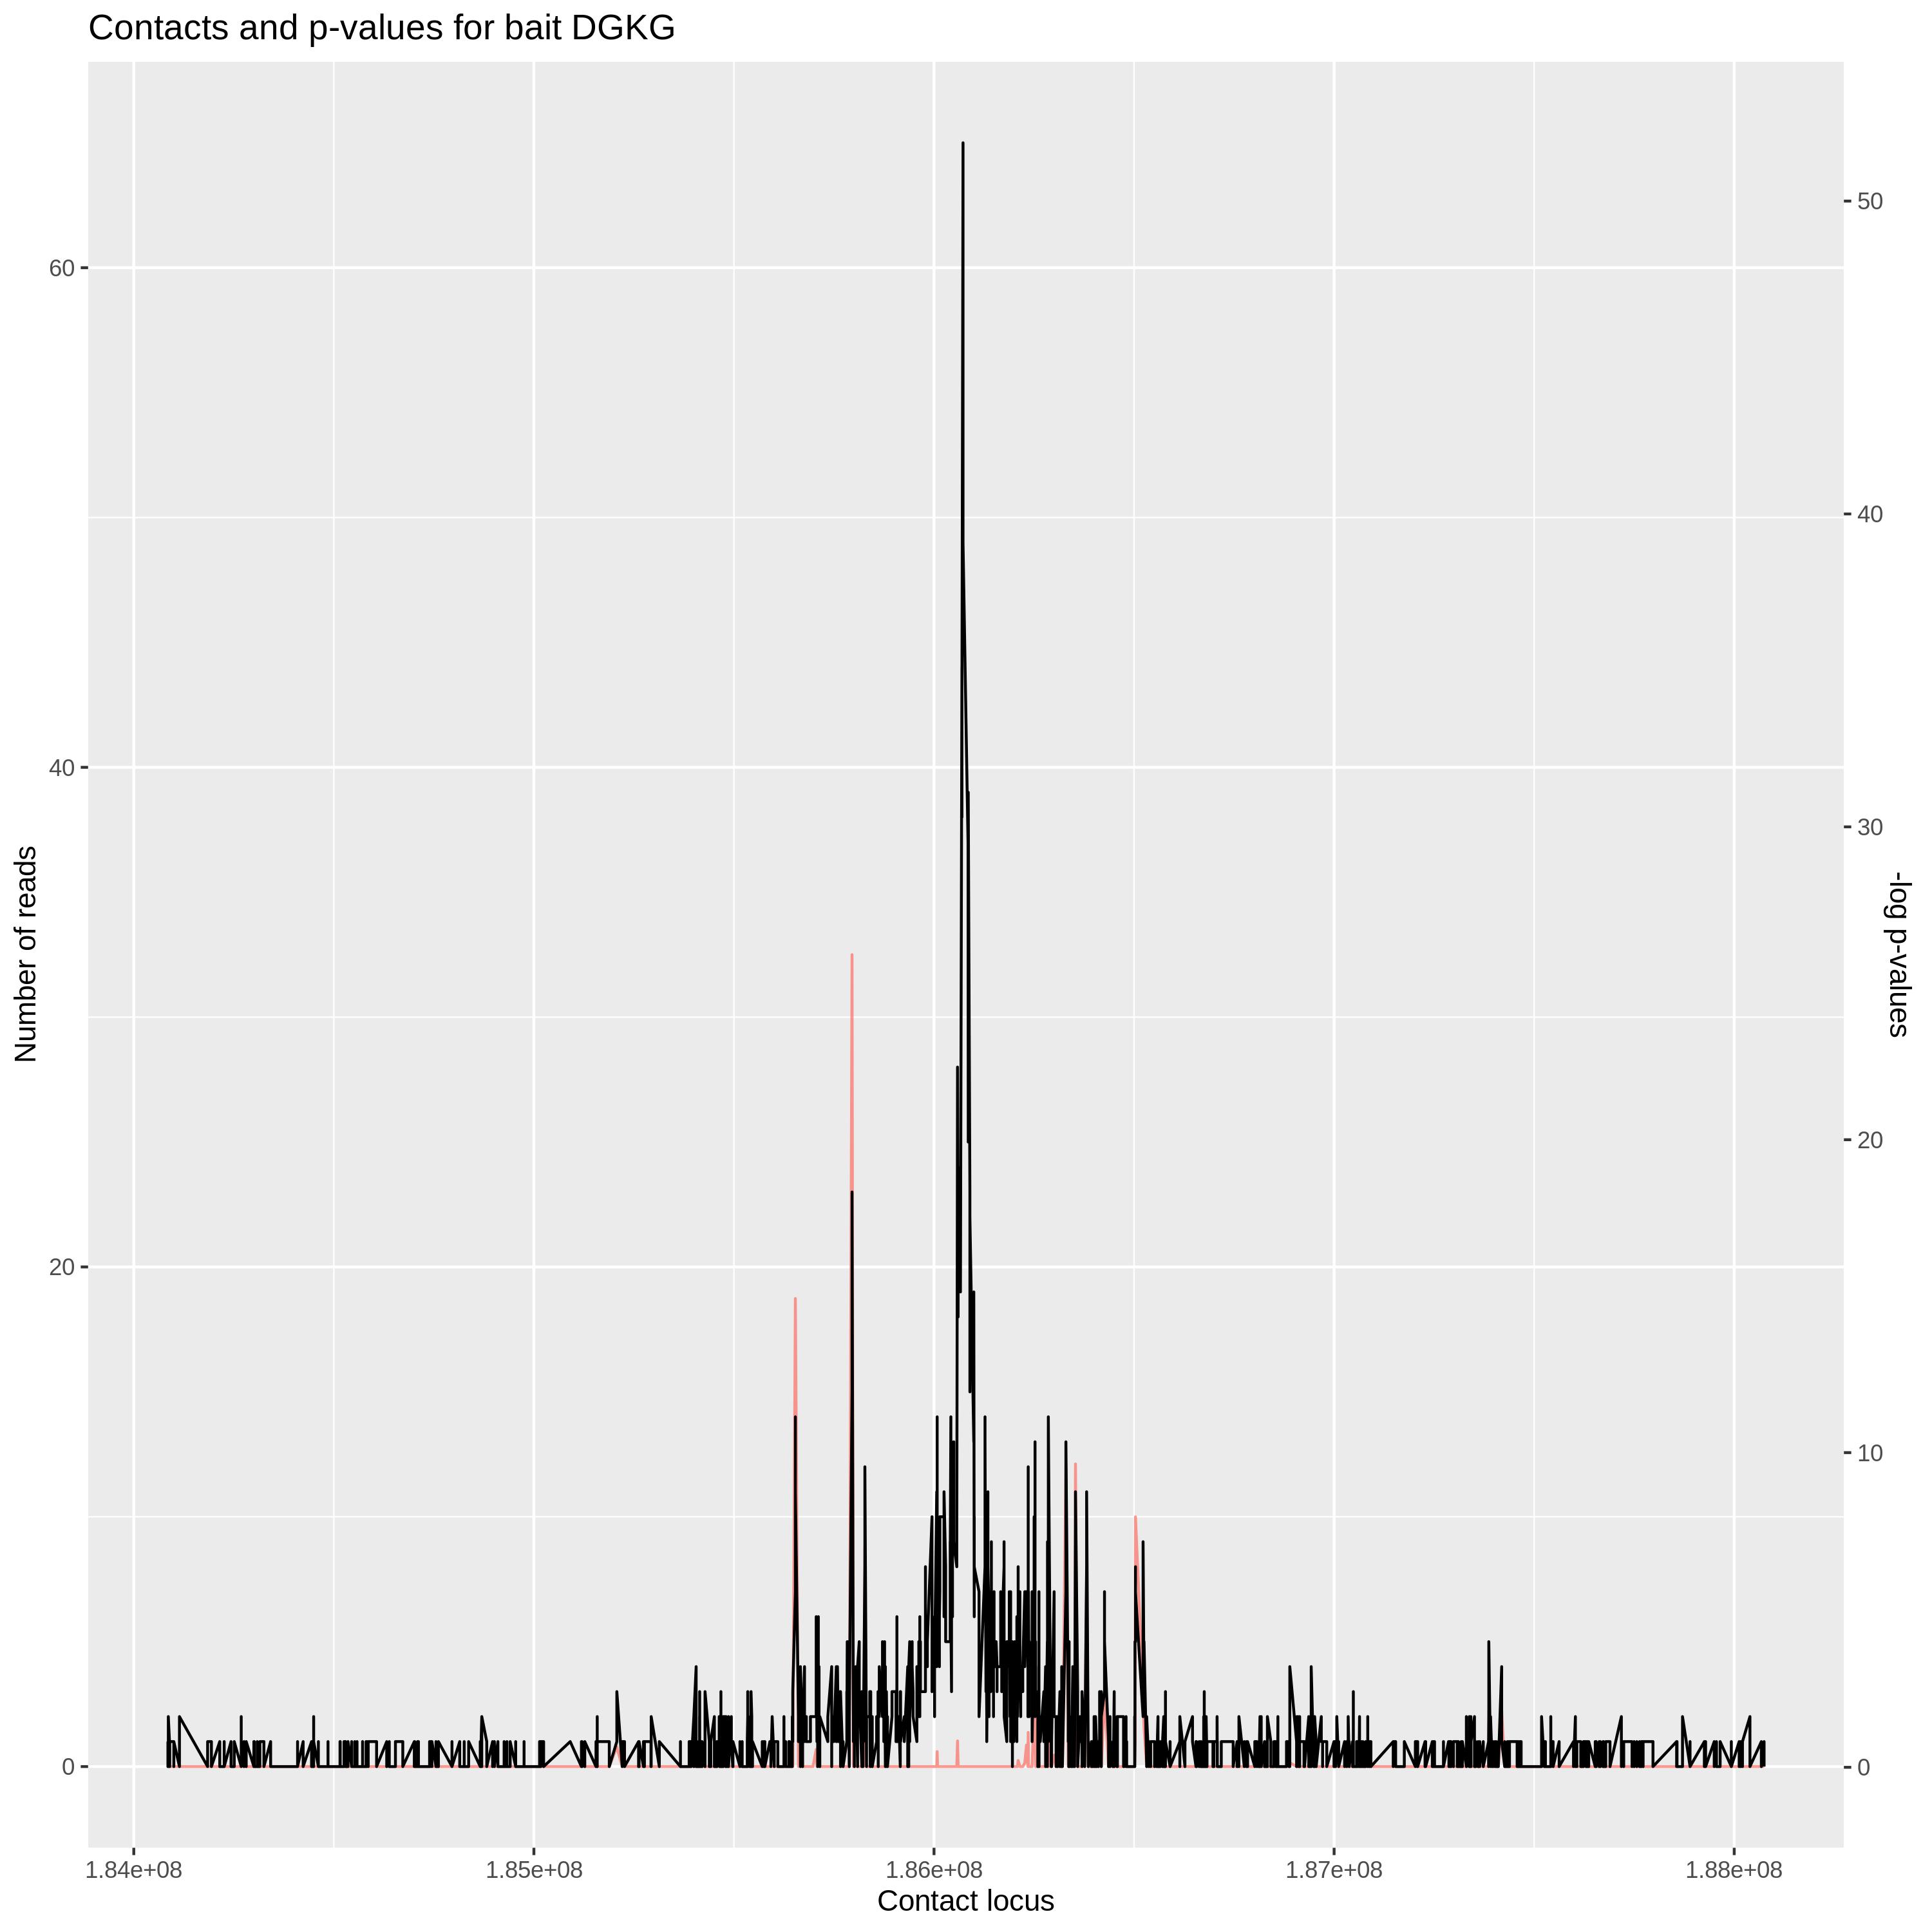 Contacts and p-values for bait DGKG
Number of reads
60
40
20
0
50
40
30
20
10
0
-log p-values
1.84e+08
1.85e+08
1.86e+08
1.87e+08
1.88e+08
Contact locus